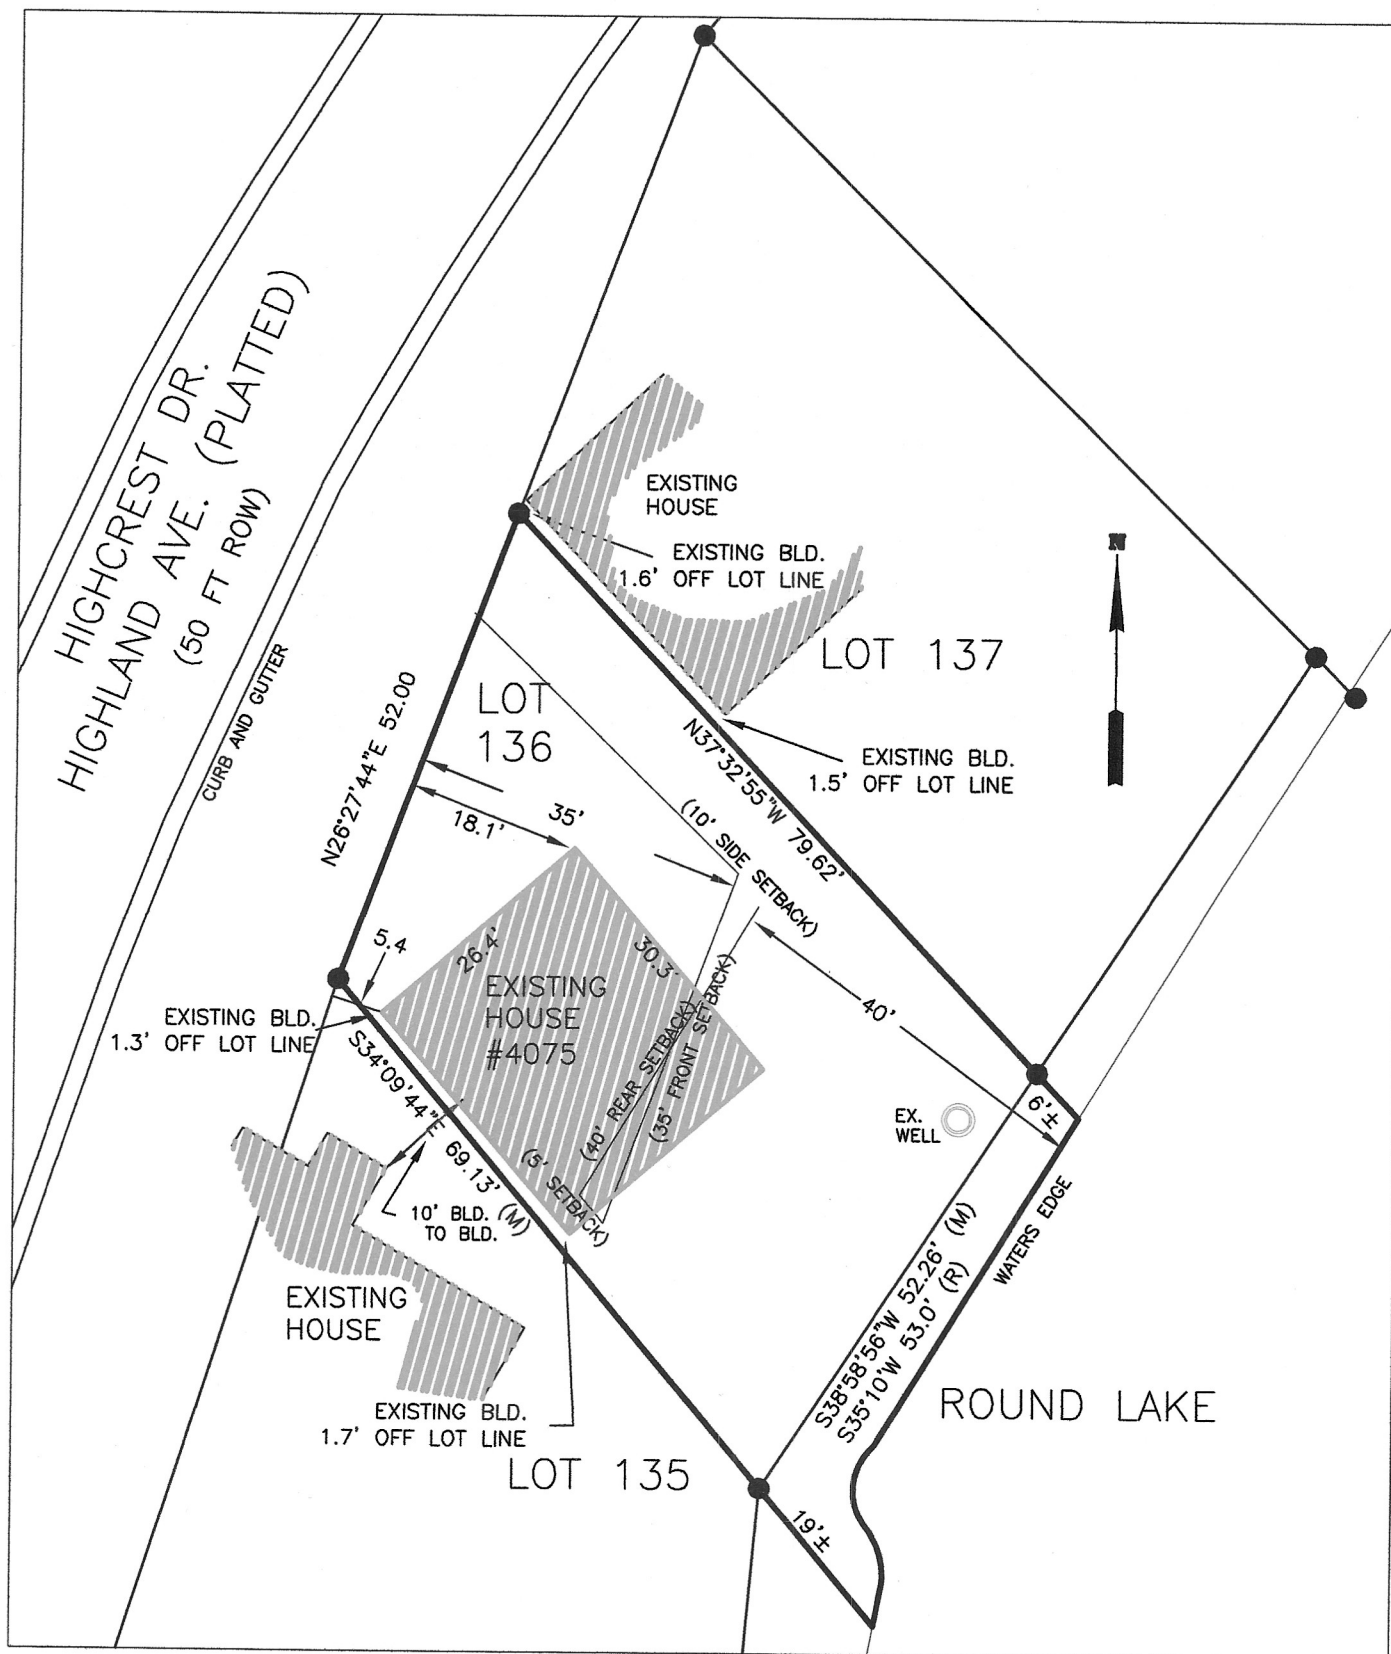 HIGHCREST DR.
HIGHLAND AVE. (PLATTED)
(50 FT ROW)
CURB AND GUTTER
EXISTING
HOUSE
EXISTING BLD.
1.6' OFF LOT LINE
LOT 137
N
LOT
136
N26°27'44"E 52.00
N37°32'55"W 79.62'
EXISTING BLD.
1.5' OFF LOT LINE
35'
18.1'
(10' SIDE SETBACK)
5.4
26.4'
30.3'
EXISTING
HOUSE
#4075
(40' REAR SETBACK)
(35' FRONT SETBACK)
40'
EXISTING BLD.
1.3' OFF LOT LINE
S34°09'44"E 69.13' (M)
(5' SETBACK)
EX.
WELL
6'±
10' BLD.
TO BLD.
WATERS EDGE
S38°58'56"W 52.26' (M)
S35°10'W 53.0' (R)
EXISTING
HOUSE
ROUND LAKE
EXISTING BLD.
1.7' OFF LOT LINE
LOT 135
19'±